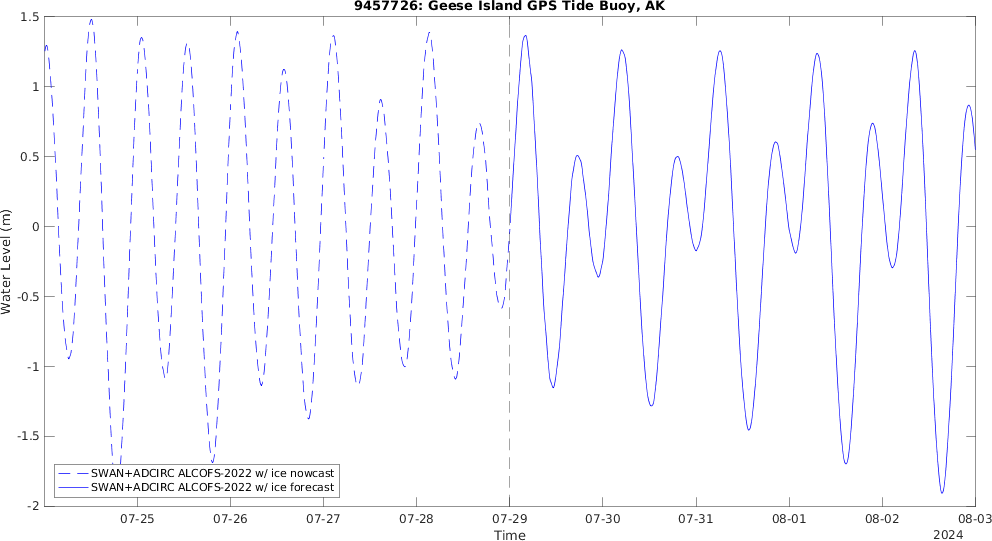 9457726: Geese Island GPS Tide Buoy, AK
1.5
1
0.5
0
-0.5
-1
-1.5
-2
Water Level (m)
SWAN+ADCIRC ALCOFS-2022 w/ ice nowcast
SWAN+ADCIRC ALCOFS-2022 w/ ice forecast
07-25 07-26 07-27 07-28 07-29 07-30 07-31 08-01 08-02 08-03
Time
2024